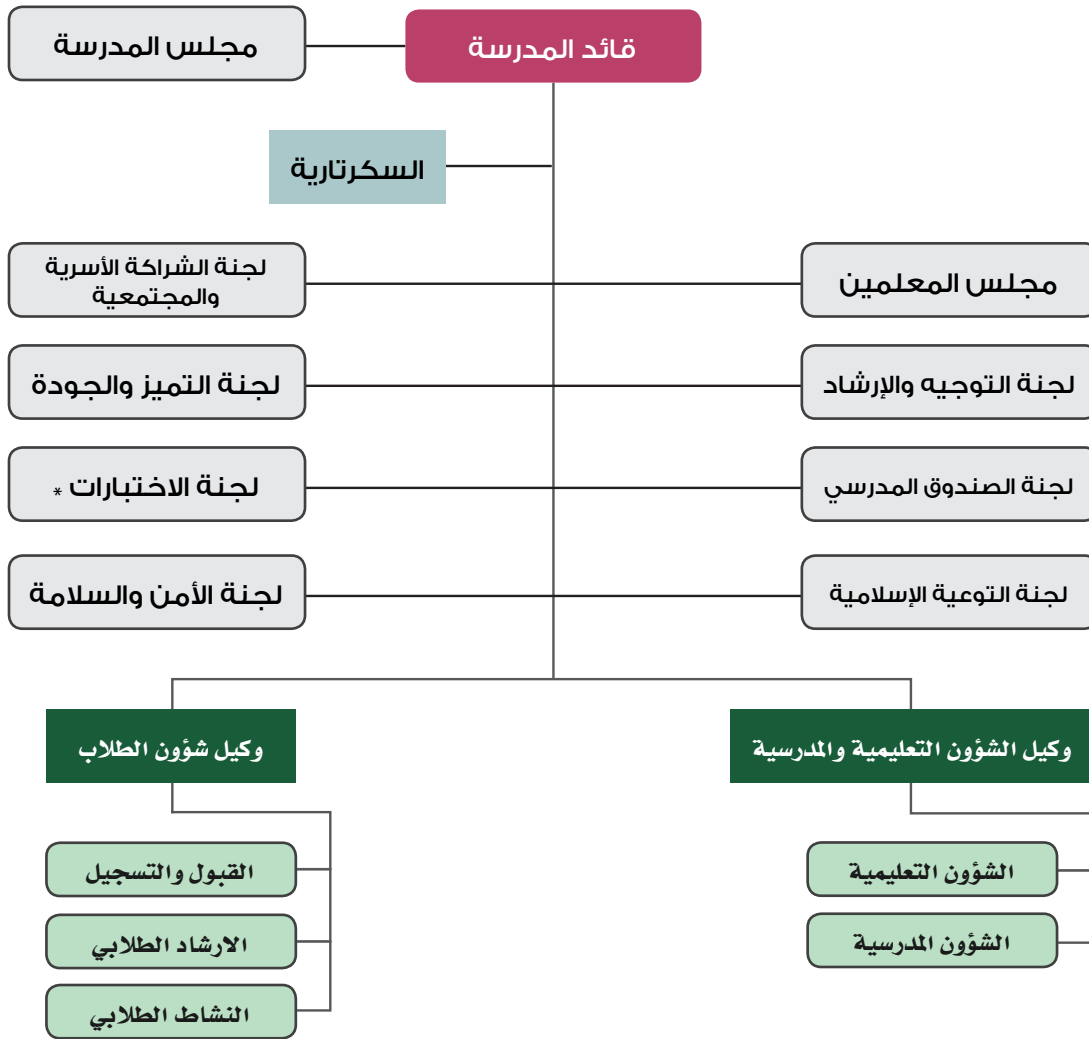 قائد المدرسة
مجلس المدرسة
السكرتارية
مجلس المعلمين
لجنة الشراكة الأسرية
والمجتمعية
لجنة التوجيه والإرشاد
لجنة التميز والجودة
لجنة الصندوق المدرسي
لجنة الاختبارات *
لجنة التوعية الإسلامية
لجنة الأمن والسلامة
وكيل الشؤون التعليمية والمدرسية
وكيل شؤون الطلاب
الشؤون التعليمية
القبول والتسجيل
الشؤون المدرسية
الارشاد الطلابي
النشاط الطلابي